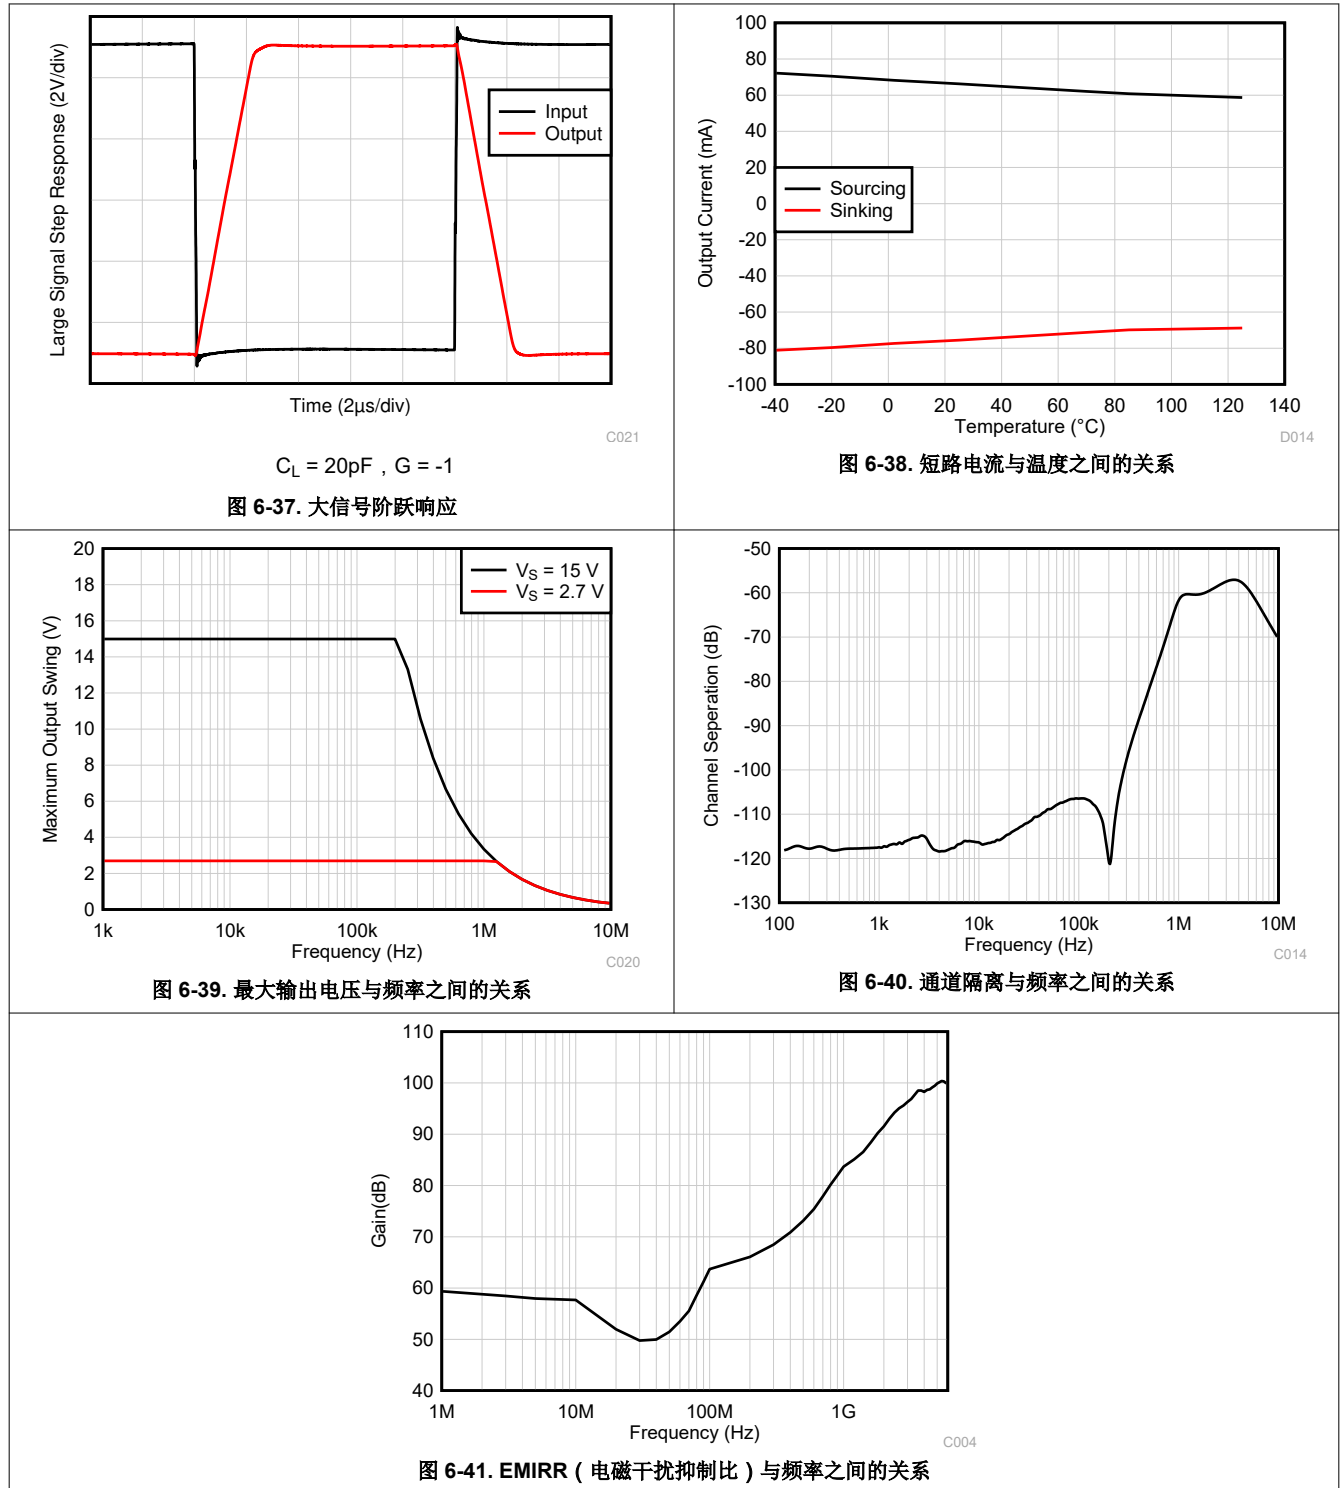 Large Signal Step Response (2V/div)
Input
Output
Time (2µs/div)
C021
C_L = 20pF，G = -1
图 6-37. 大信号阶跃响应
Output Current (mA)
100
80
60
40
20
0
-20
-40
-60
-80
-100
Sourcing
Sinking
-40 -20 0 20 40 60 80 100 120 140
Temperature (°C)
D014
图 6-38. 短路电流与温度之间的关系
Maximum Output Swing (V)
20
18
16
14
12
10
8
6
4
2
0
V_S = 15 V
V_S = 2.7 V
1k 10k 100k 1M 10M
Frequency (Hz)
C020
图 6-39. 最大输出电压与频率之间的关系
Channel Seperation (dB)
-50
-60
-70
-80
-90
-100
-110
-120
-130
100 1k 10k 100k 1M 10M
Frequency (Hz)
C014
图 6-40. 通道隔离与频率之间的关系
Gain(dB)
110
100
90
80
70
60
50
40
1M 10M 100M 1G
Frequency (Hz)
C004
图 6-41. EMIRR（电磁干扰抑制比）与频率之间的关系